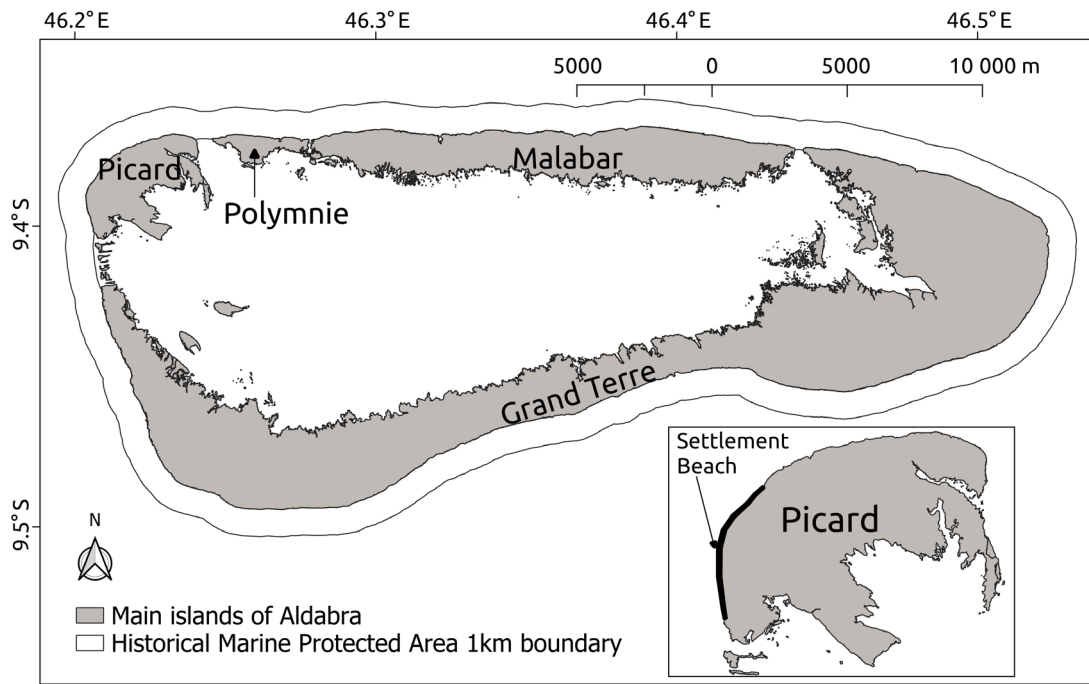 46.2°E 46.3°E 46.4°E 46.5°E
5000 0 5000 10 000 m
Picard
Malabar
Polymnie
9.4°S
Grand Terre
Settlement
Beach
Picard
9.5°S
N
Main islands of Aldabra
Historical Marine Protected Area 1km boundary